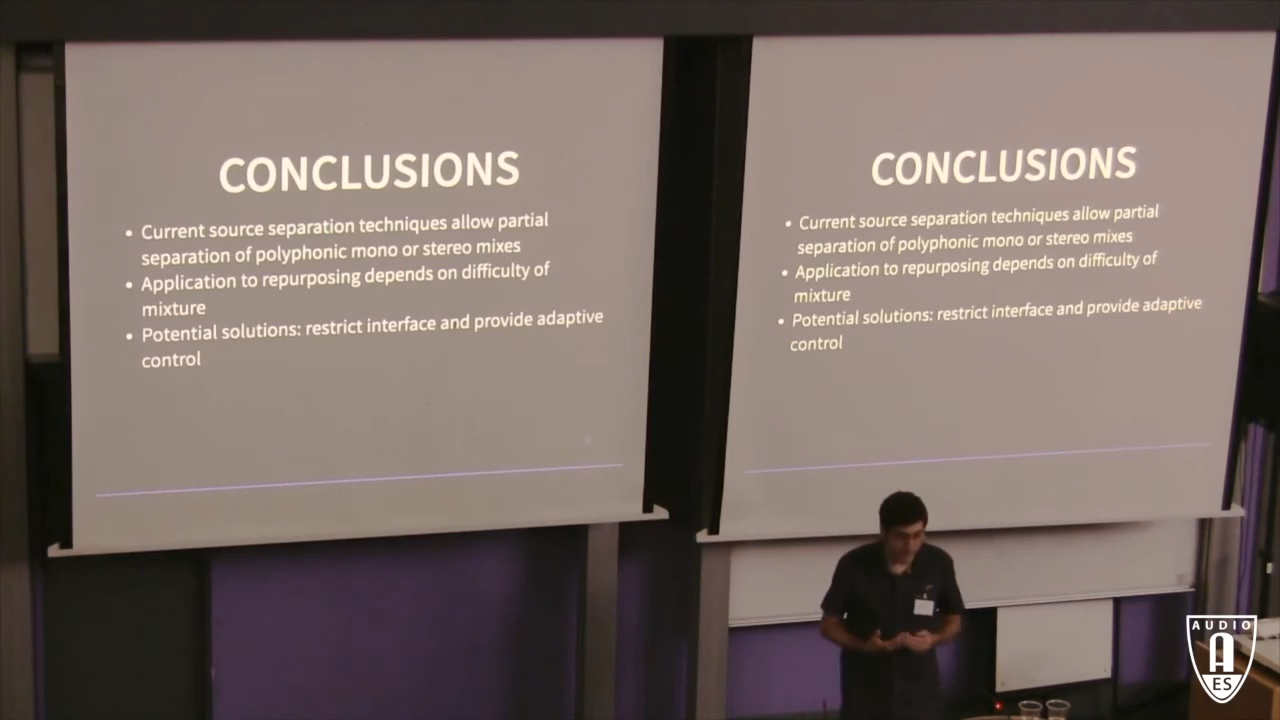 CONCLUSIONS
• Current source separation techniques allow partial
separation of polyphonic mono or stereo mixes
• Application to repurposing depends on difficulty of
mixture
• Potential solutions: restrict interface and provide adaptive
control
CONCLUSIONS
• Current source separation techniques allow partial
separation of polyphonic mono or stereo mixes
• Application to repurposing depends on difficulty of
mixture
• Potential solutions: restrict interface and provide adaptive
control
AUDIO
A
ES